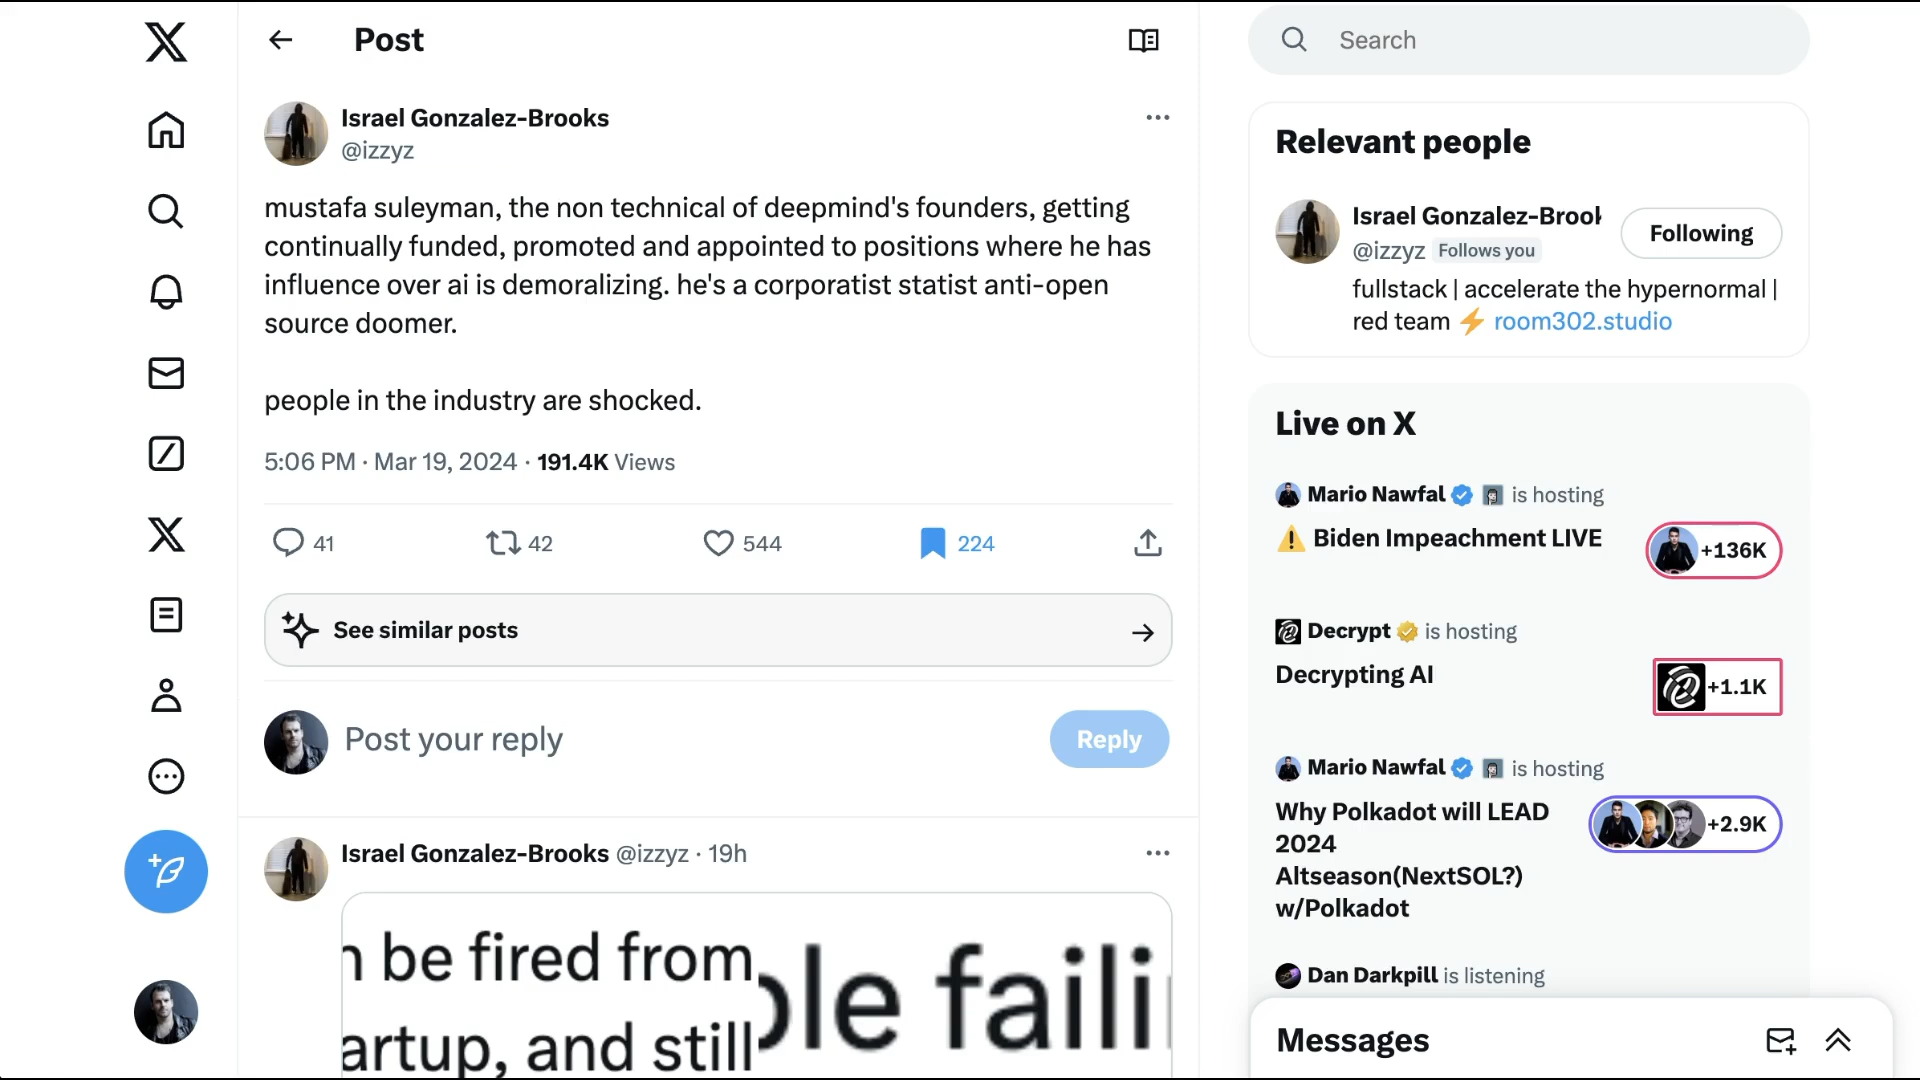 Post
Israel Gonzalez-Brooks
@izzyz
mustafa suleyman, the non technical of deepmind's founders, getting
continually funded, promoted and appointed to positions where he has
influence over ai is demoralizing. he's a corporatist statist anti-open
source doomer.
people in the industry are shocked.
5:06 PM · Mar 19, 2024 · 191.4K Views
41 42 544 224
See similar posts
Post your reply
Reply
Israel Gonzalez-Brooks @izzyz · 19h
be fired from
artup, and still
ple faili
Search
Relevant people
Israel Gonzalez-Brook
Following
@izzyz Follows you
fullstack | accelerate the hypernormal |
red team ⚡ room302.studio
Live on X
Mario Nawfal is hosting
⚠️ Biden Impeachment LIVE
+136K
Decrypt is hosting
Decrypting AI
+1.1K
Mario Nawfal is hosting
Why Polkadot will LEAD
2024
Altseason(NextSOL?)
w/Polkadot
+2.9K
Dan Darkpill is listening
Messages